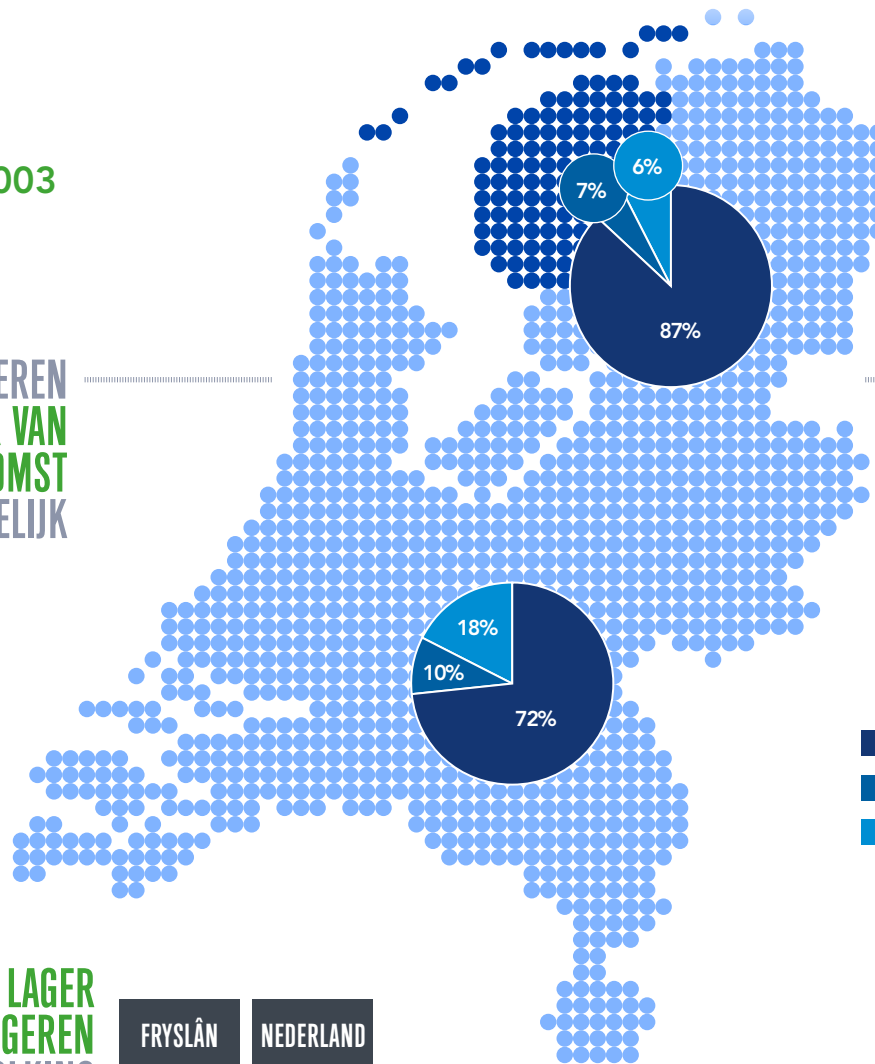 003
6%
7%
87%
EREN
VAN
OMST
ELIJK
18%
10%
72%
LAGER
GEREN
FRYSLÂN
NEDERLAND